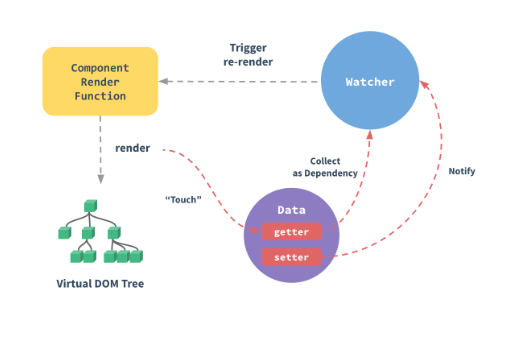 Trigger
re-render
Component
Render
Function
Watcher
render
Collect
as Dependency
Notify
“Touch”
Data
getter
setter
Virtual DOM Tree